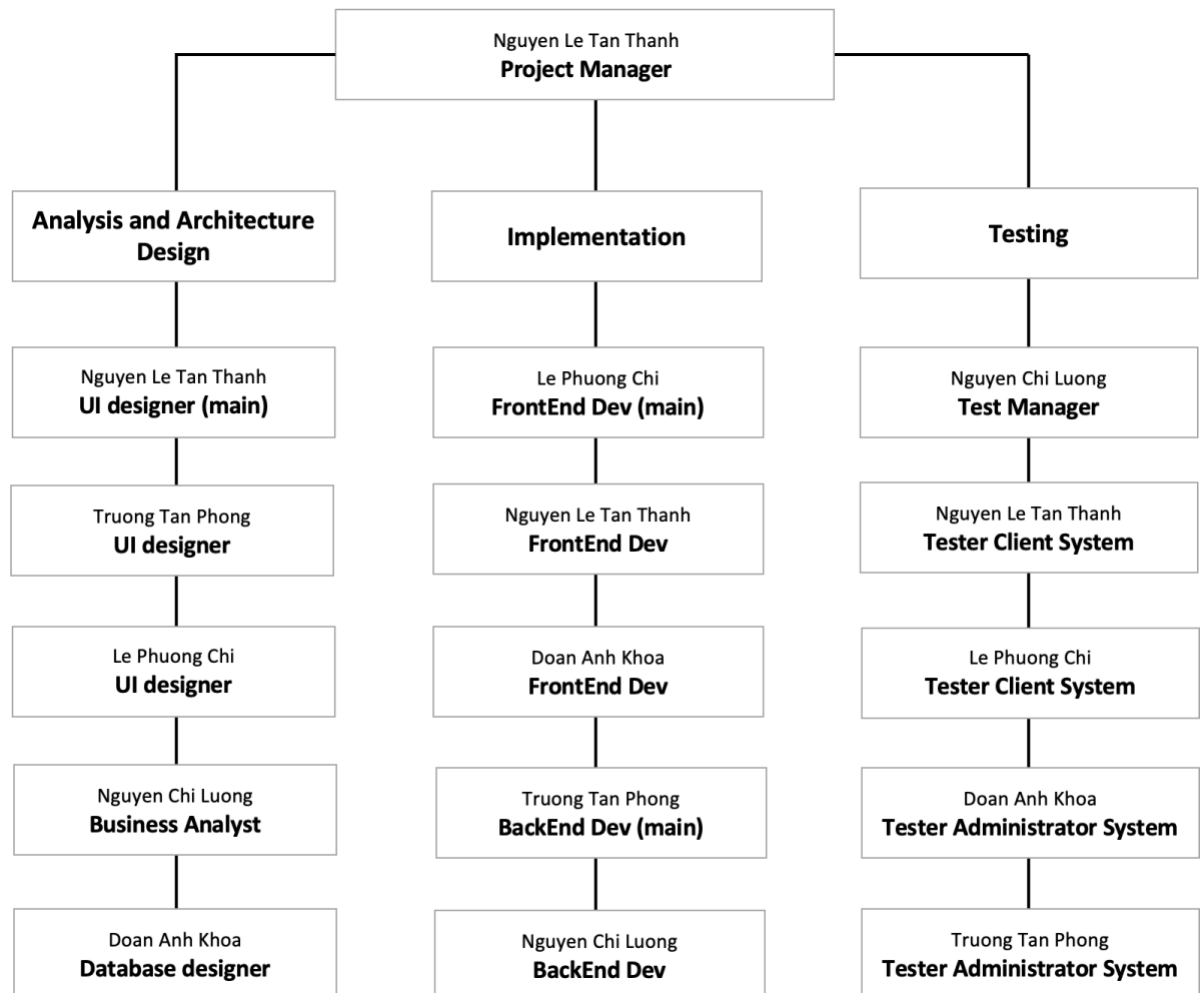 Nguyen Le Tan Thanh
Project Manager
Analysis and Architecture
Design
Implementation
Testing
Nguyen Le Tan Thanh
UI designer (main)
Le Phuong Chi
FrontEnd Dev (main)
Nguyen Chi Luong
Test Manager
Truong Tan Phong
UI designer
Nguyen Le Tan Thanh
FrontEnd Dev
Nguyen Le Tan Thanh
Tester Client System
Le Phuong Chi
UI designer
Doan Anh Khoa
FrontEnd Dev
Le Phuong Chi
Tester Client System
Nguyen Chi Luong
Business Analyst
Truong Tan Phong
BackEnd Dev (main)
Doan Anh Khoa
Tester Administrator System
Doan Anh Khoa
Database designer
Nguyen Chi Luong
BackEnd Dev
Truong Tan Phong
Tester Administrator System